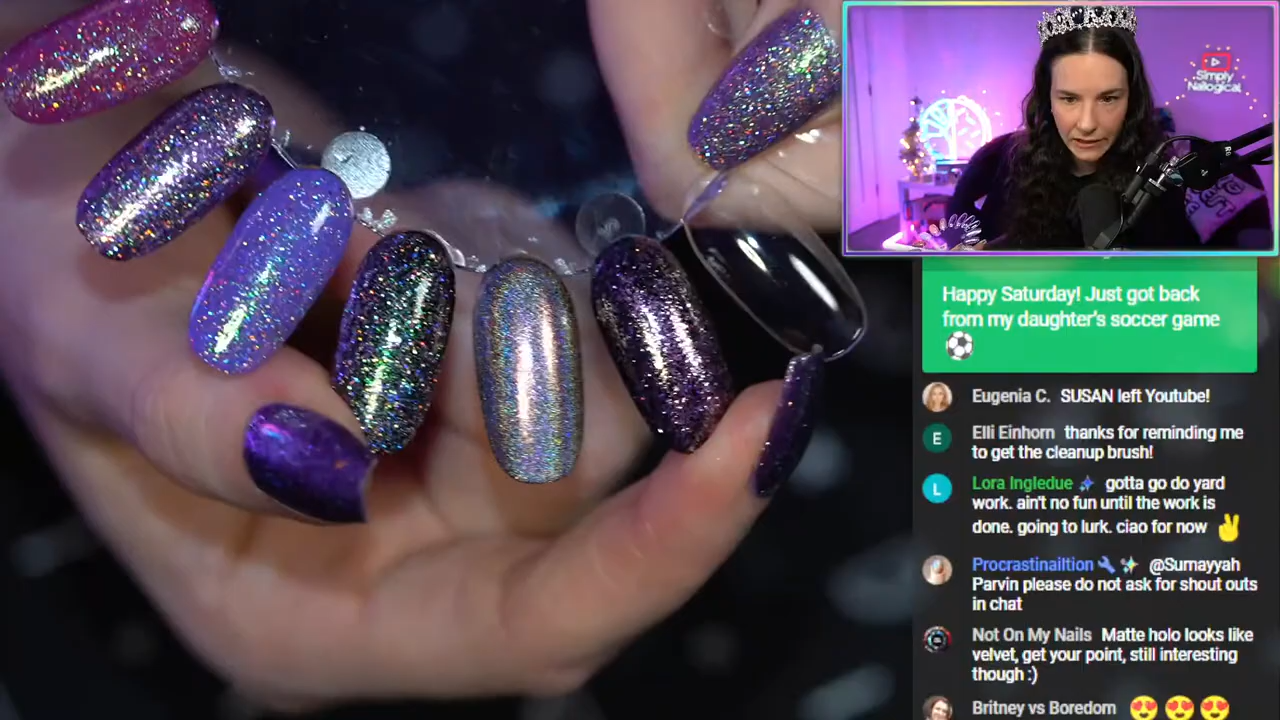 Simply
Nailogical
Happy Saturday! Just got back
from my daughter's soccer game
⚽
Eugenia C. SUSAN left Youtube!
E
Elli Einhorn thanks for reminding me
to get the cleanup brush!
L
Lora Ingledue ✨ gotta go do yard
work. ain't no fun until the work is
done. going to lurk. ciao for now ✌
Procrastinailtion 🔧 ✨ @Sumayyah
Parvin please do not ask for shout outs
in chat
Not On My Nails Matte holo looks like
velvet, get your point, still interesting
though :)
Britney vs Boredom 😍 😍 😍